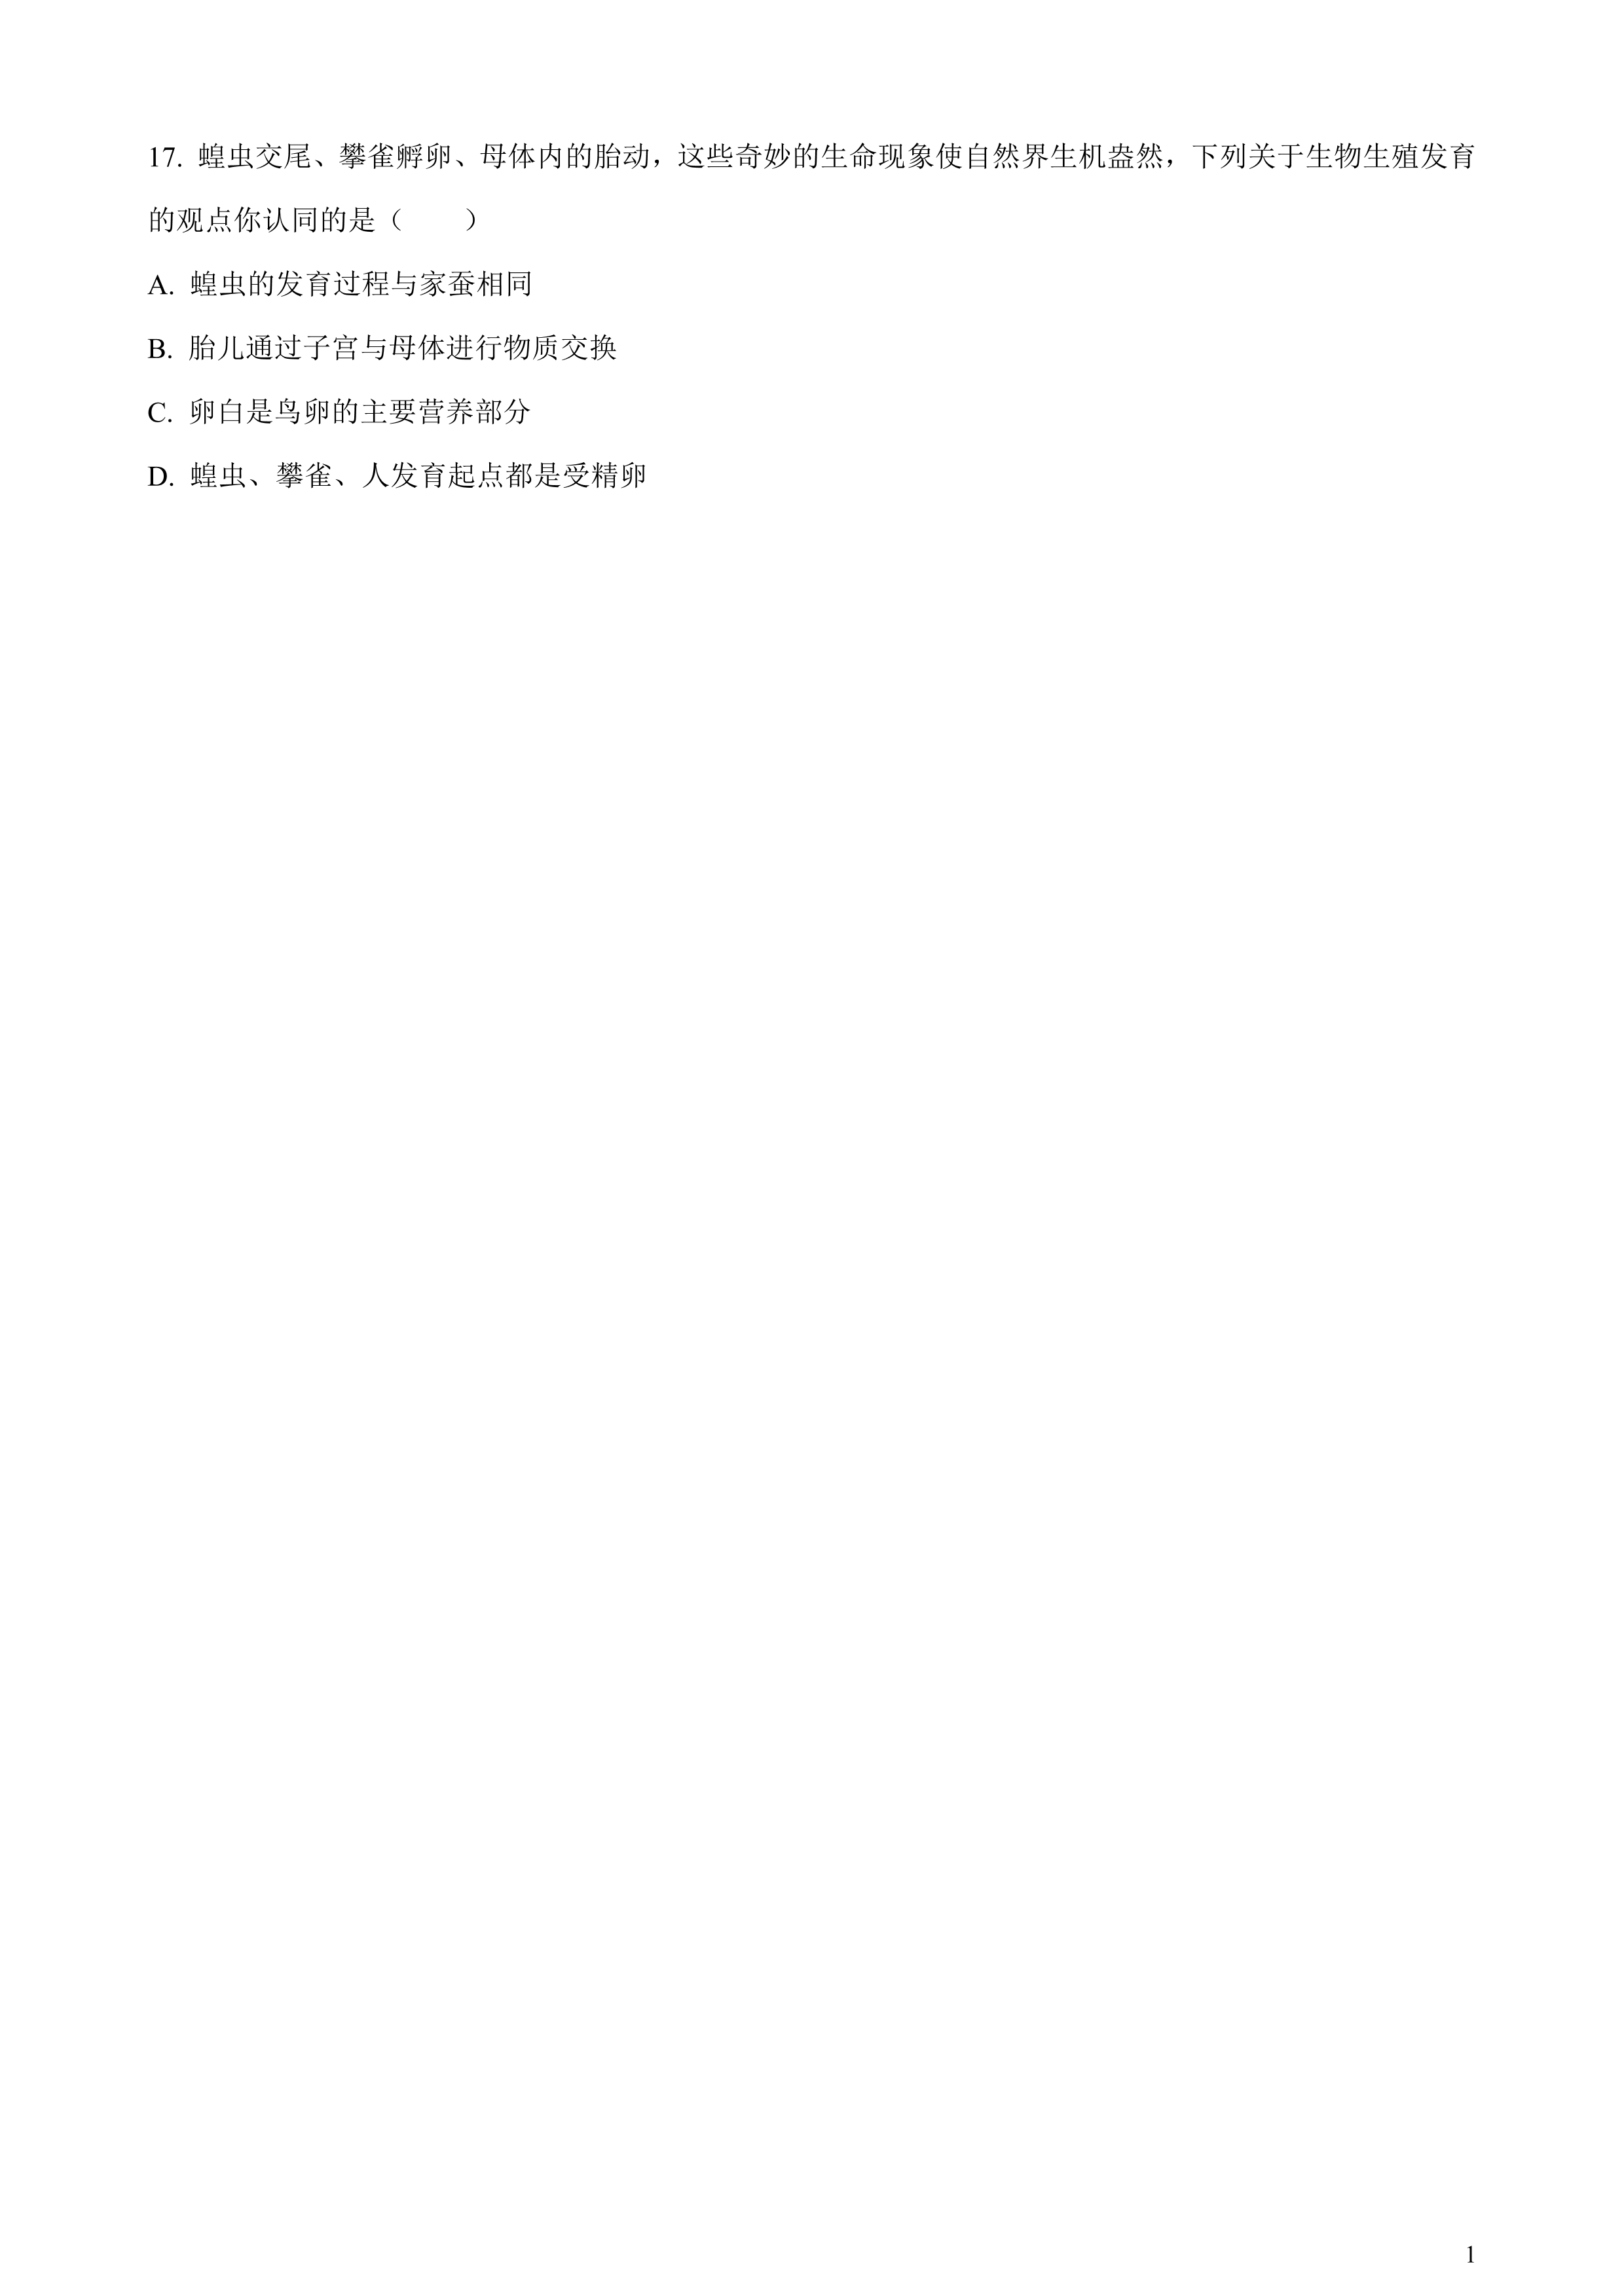 17. 蝗虫交尾、攀雀孵卵、母体内的胎动，这些奇妙的生命现象使自然界生机盎然，下列关于生物生殖发育
的观点你认同的是（　　）
A. 蝗虫的发育过程与家蚕相同
B. 胎儿通过子宫与母体进行物质交换
C. 卵白是鸟卵的主要营养部分
D. 蝗虫、攀雀、人发育起点都是受精卵
1